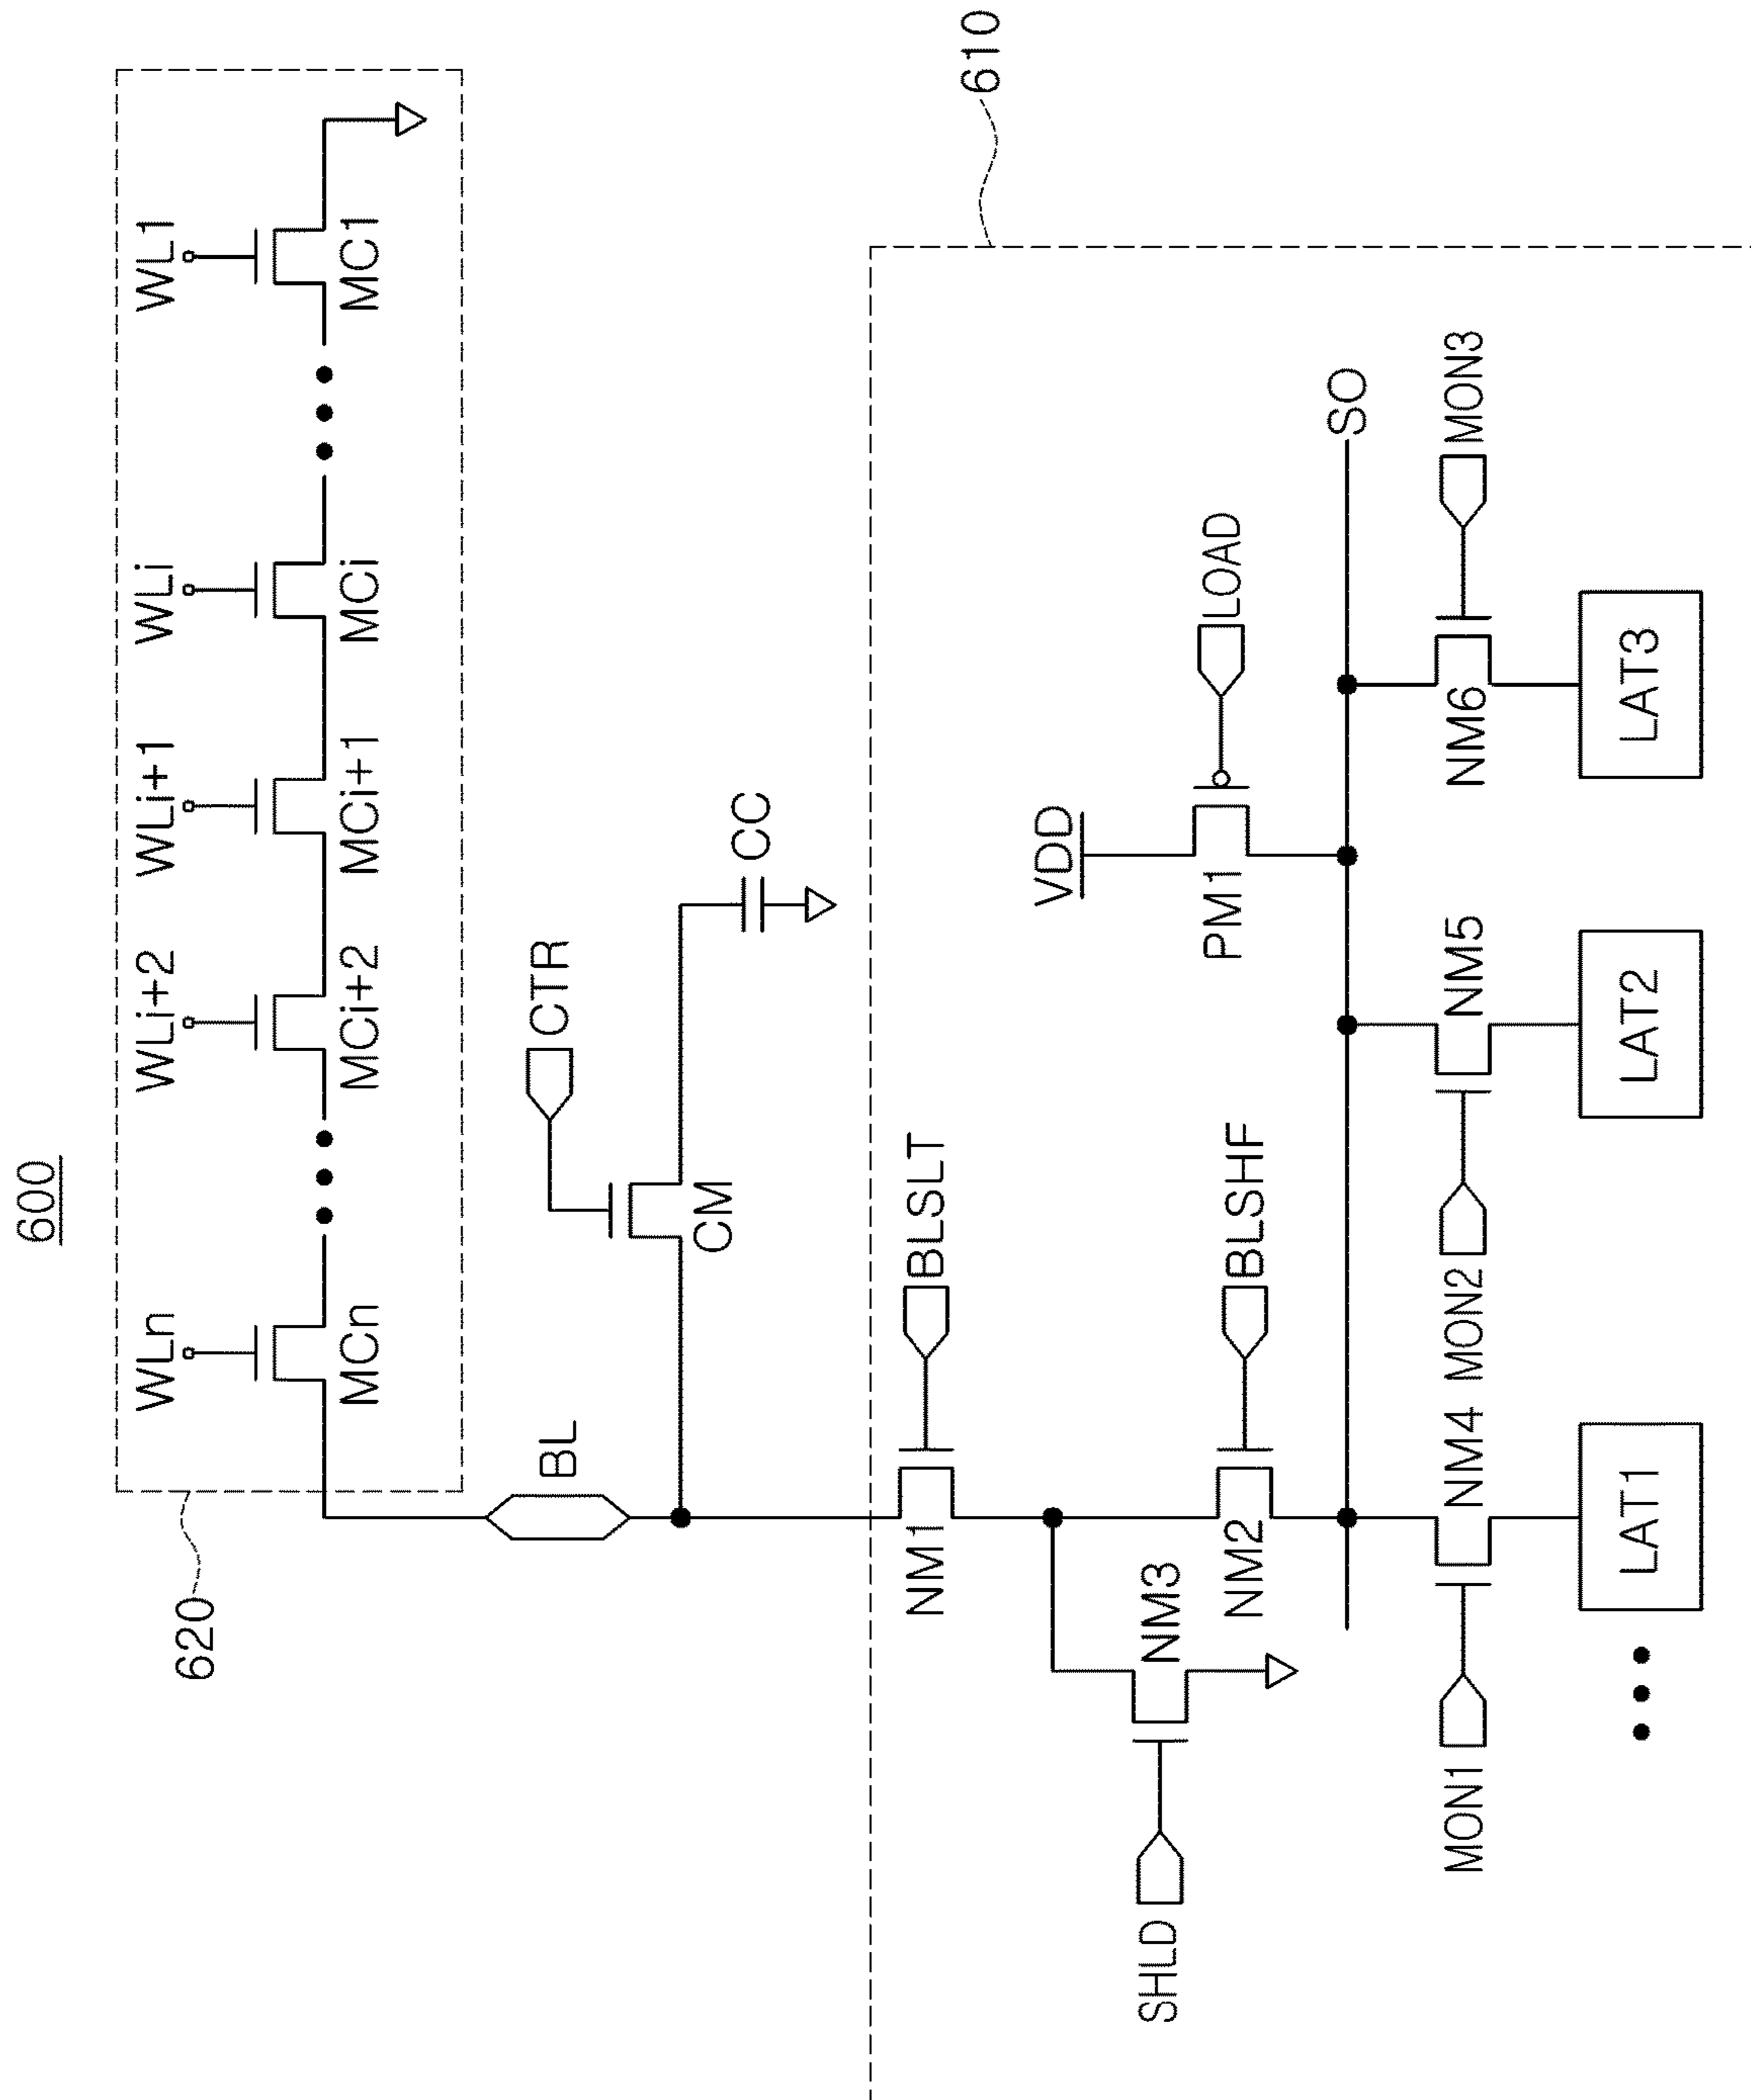 600
620
WLn
WLi+2
WLi+1
WLi
WL1
MCn
MCi+2
MCi+1
MCi
MC1
BL
CTR
CM
CC
610
BLSLT
NM1
NM3
SHLD
BLSHF
NM2
VDD
PM1
LOAD
SO
MON1
NM4
MON2
NM5
NM6
MON3
LAT1
LAT2
LAT3